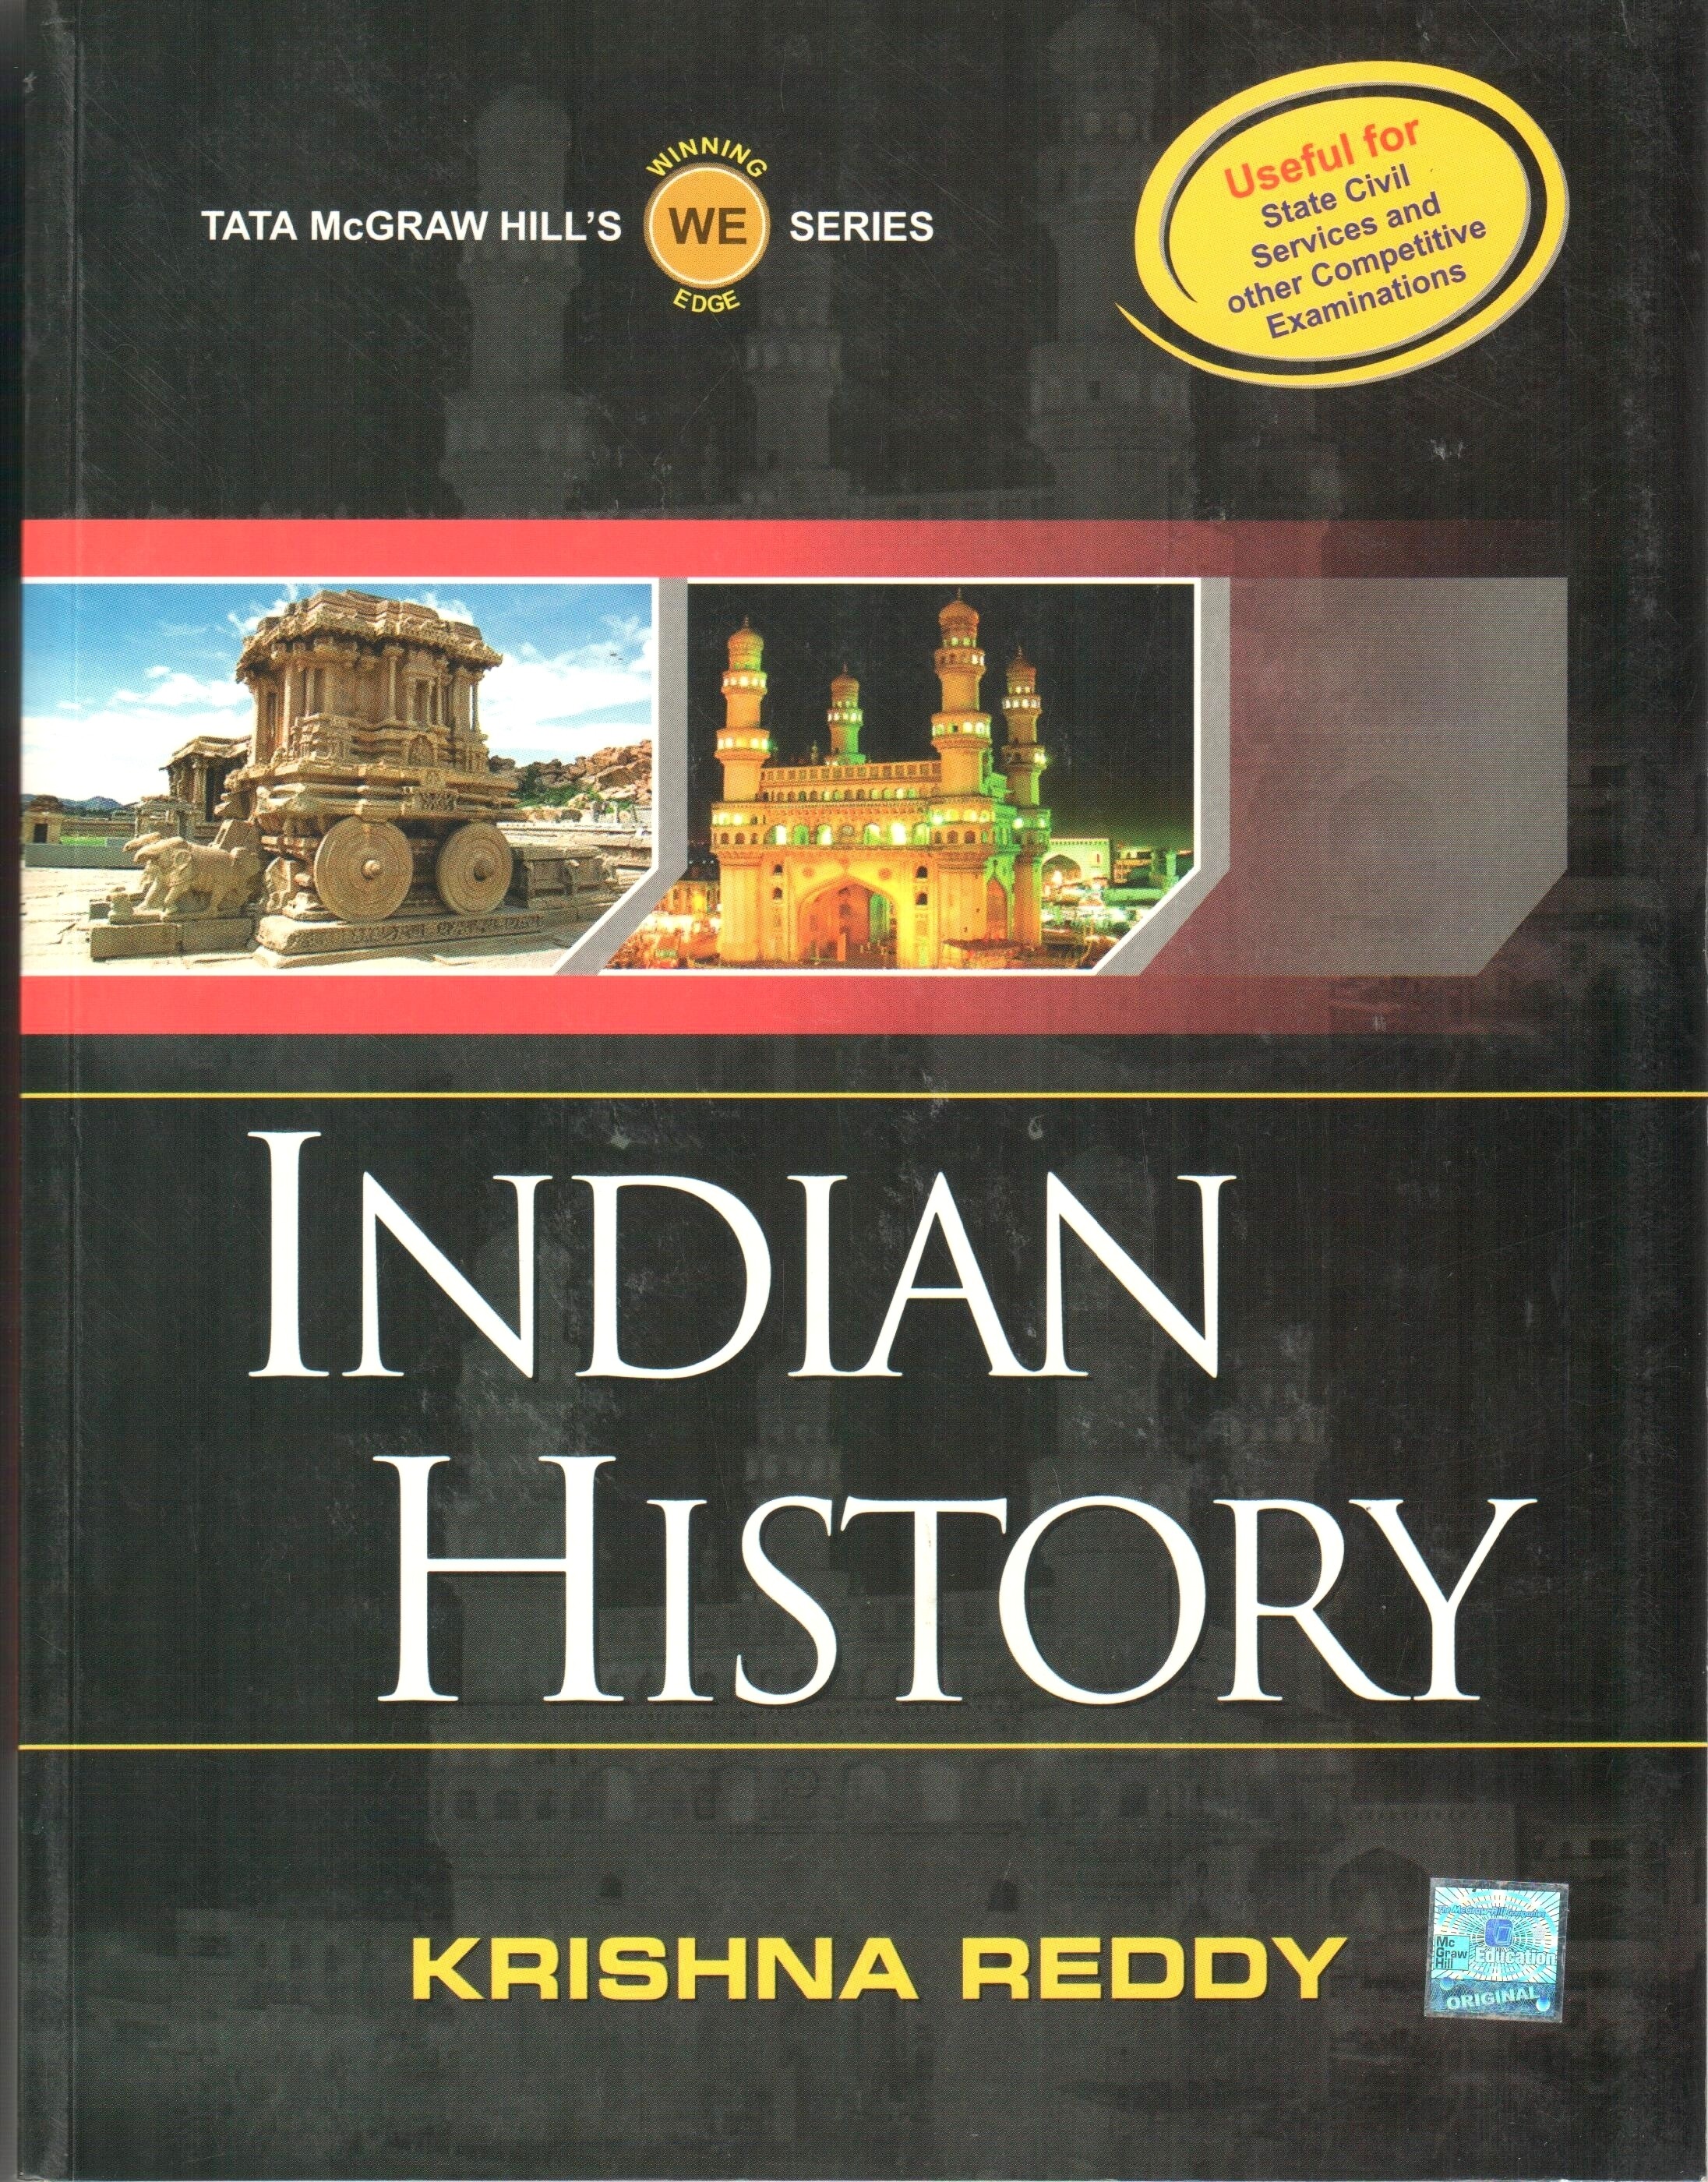 WINNING
TATA McGRAW HILL'S WE SERIES
EDGE
Useful for
State Civil
Services and
other Competitive
Examinations
INDIAN
HISTORY
KRISHNA REDDY
Mc
Graw
Hill
Education
ORIGINAL